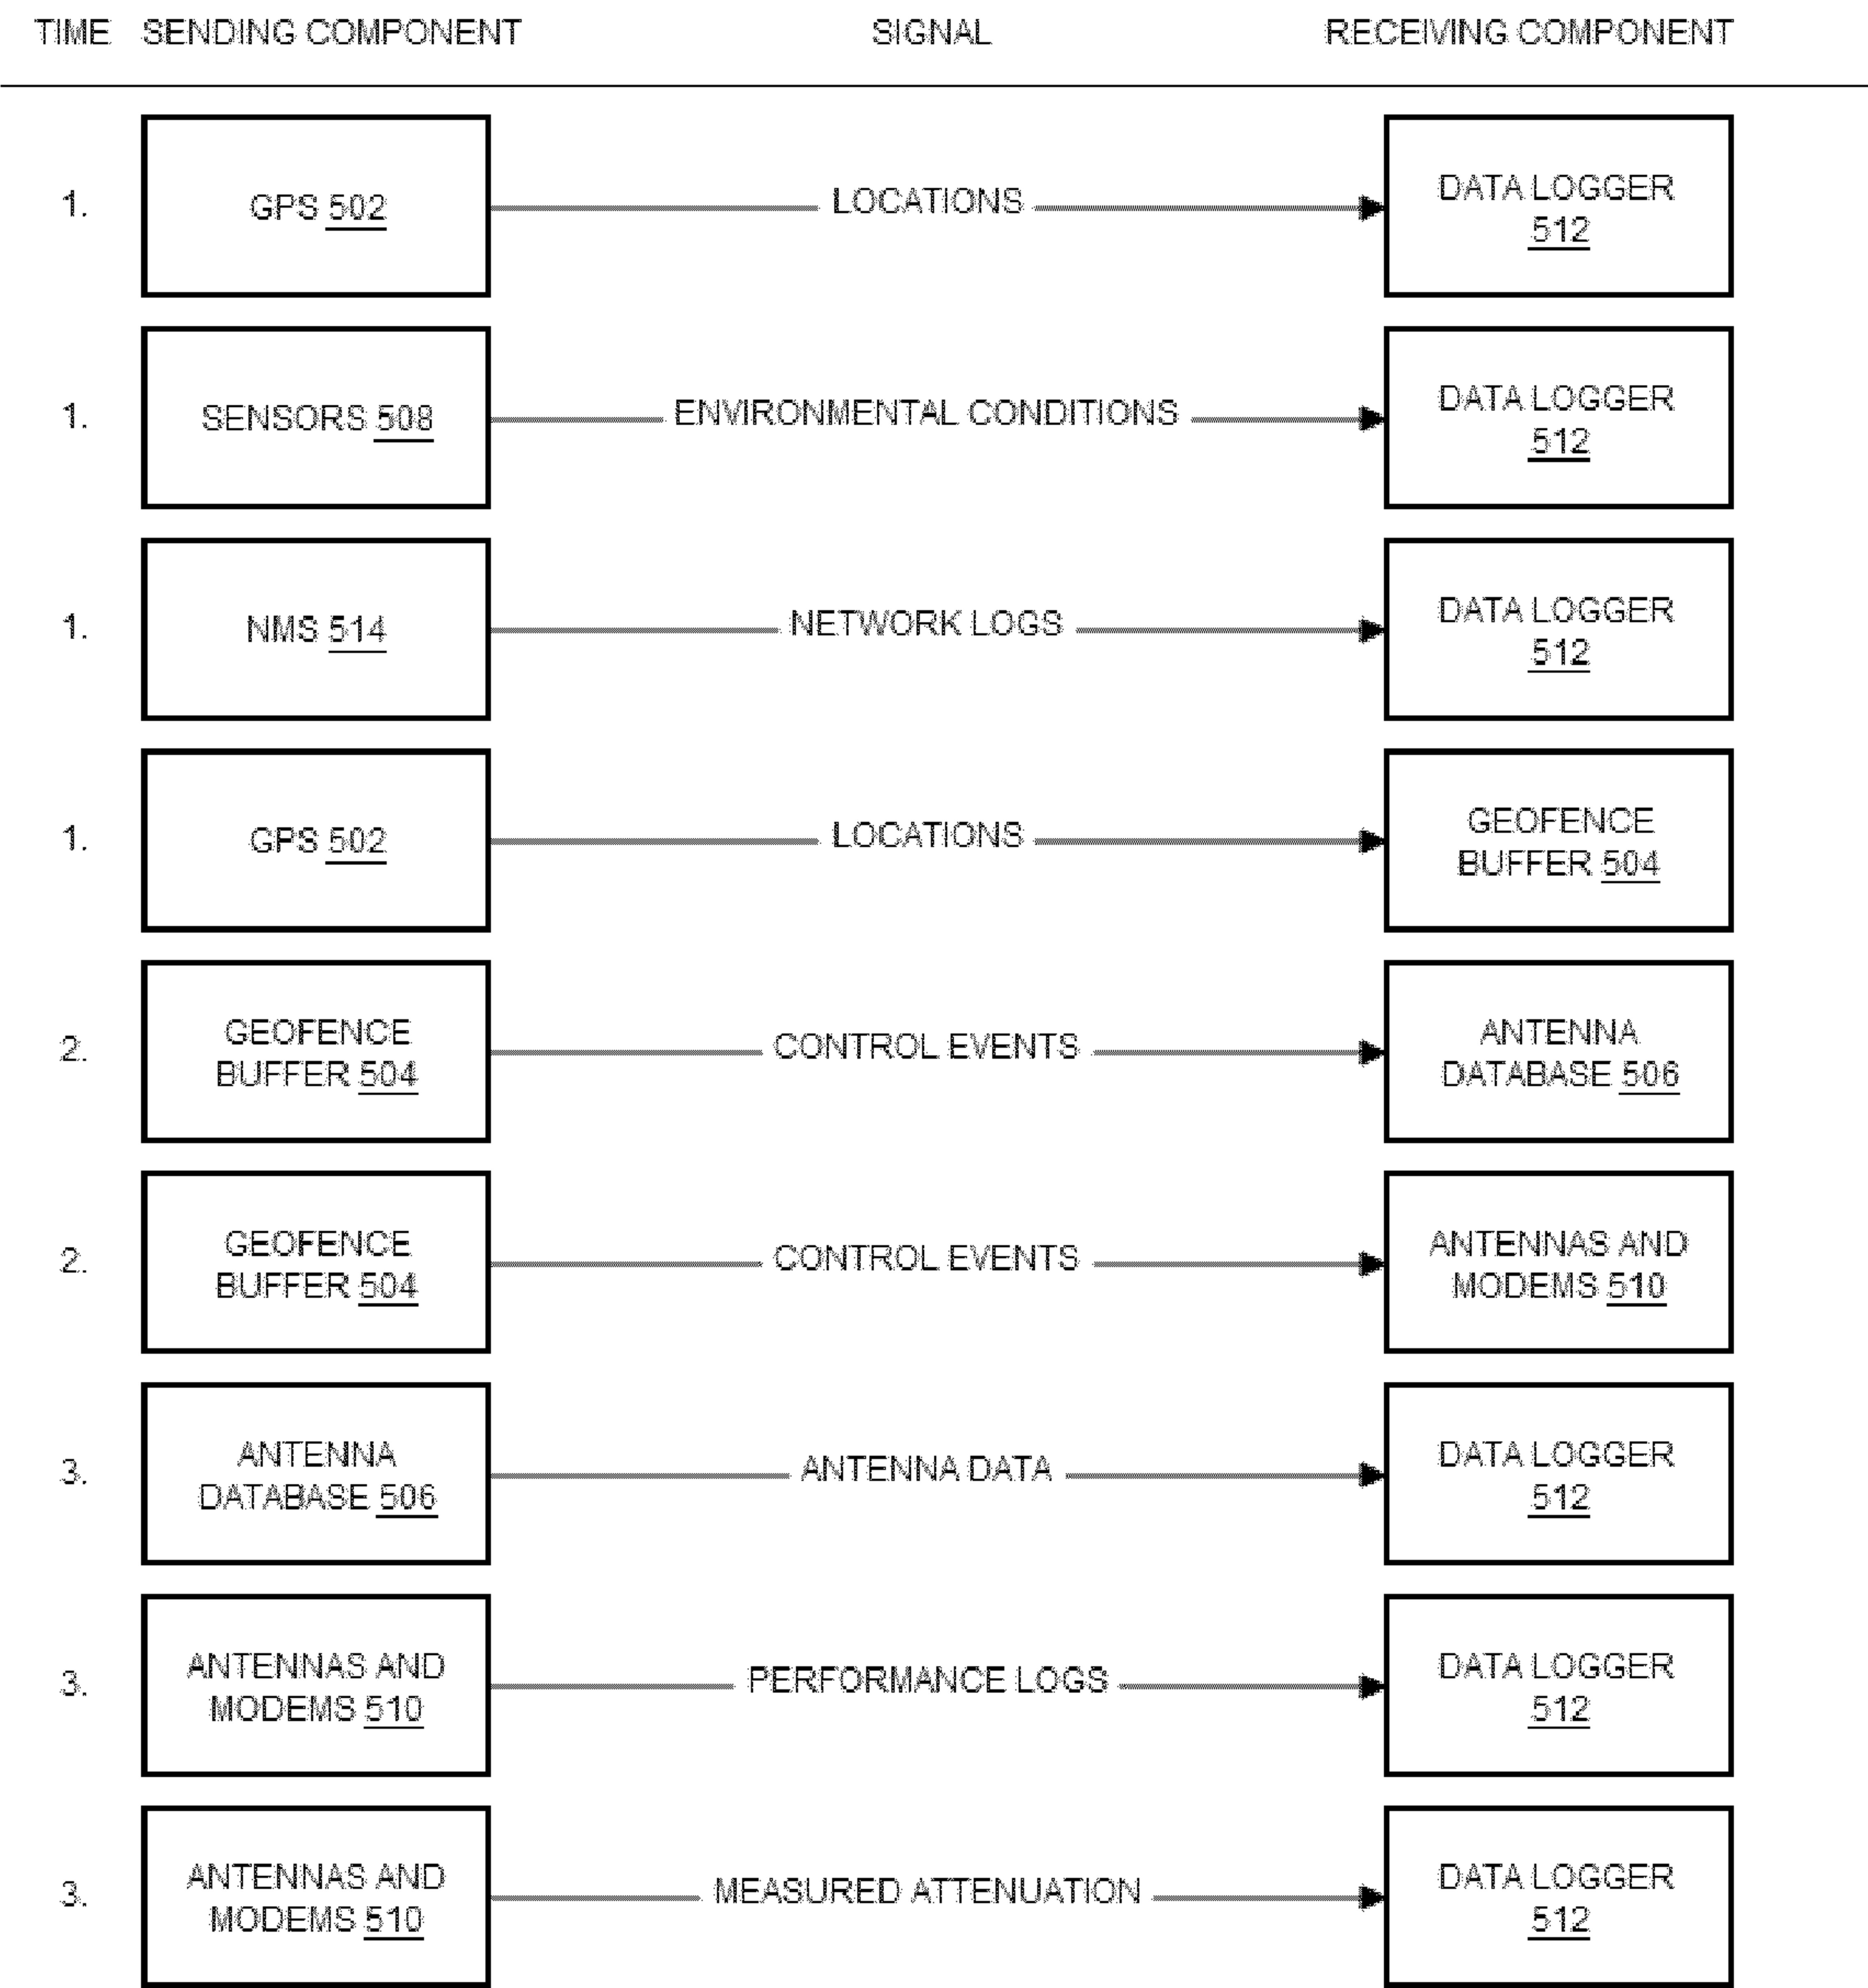 TIME SENDING COMPONENT SIGNAL RECEIVING COMPONENT
1. GPS 502 LOCATIONS DATA LOGGER
512
1. SENSORS 508 ENVIRONMENTAL CONDITIONS DATA LOGGER
512
1. NMS 514 NETWORK LOGS DATA LOGGER
512
1. GPS 502 LOCATIONS GEOFENCE
BUFFER 504
2. GEOFENCE
BUFFER 504 CONTROL EVENTS ANTENNA
DATABASE 506
2. GEOFENCE
BUFFER 504 CONTROL EVENTS ANTENNAS AND
MODEMS 510
3. ANTENNA
DATABASE 506 ANTENNA DATA DATA LOGGER
512
3. ANTENNAS AND
MODEMS 510 PERFORMANCE LOGS DATA LOGGER
512
3. ANTENNAS AND
MODEMS 510 MEASURED ATTENUATION DATA LOGGER
512